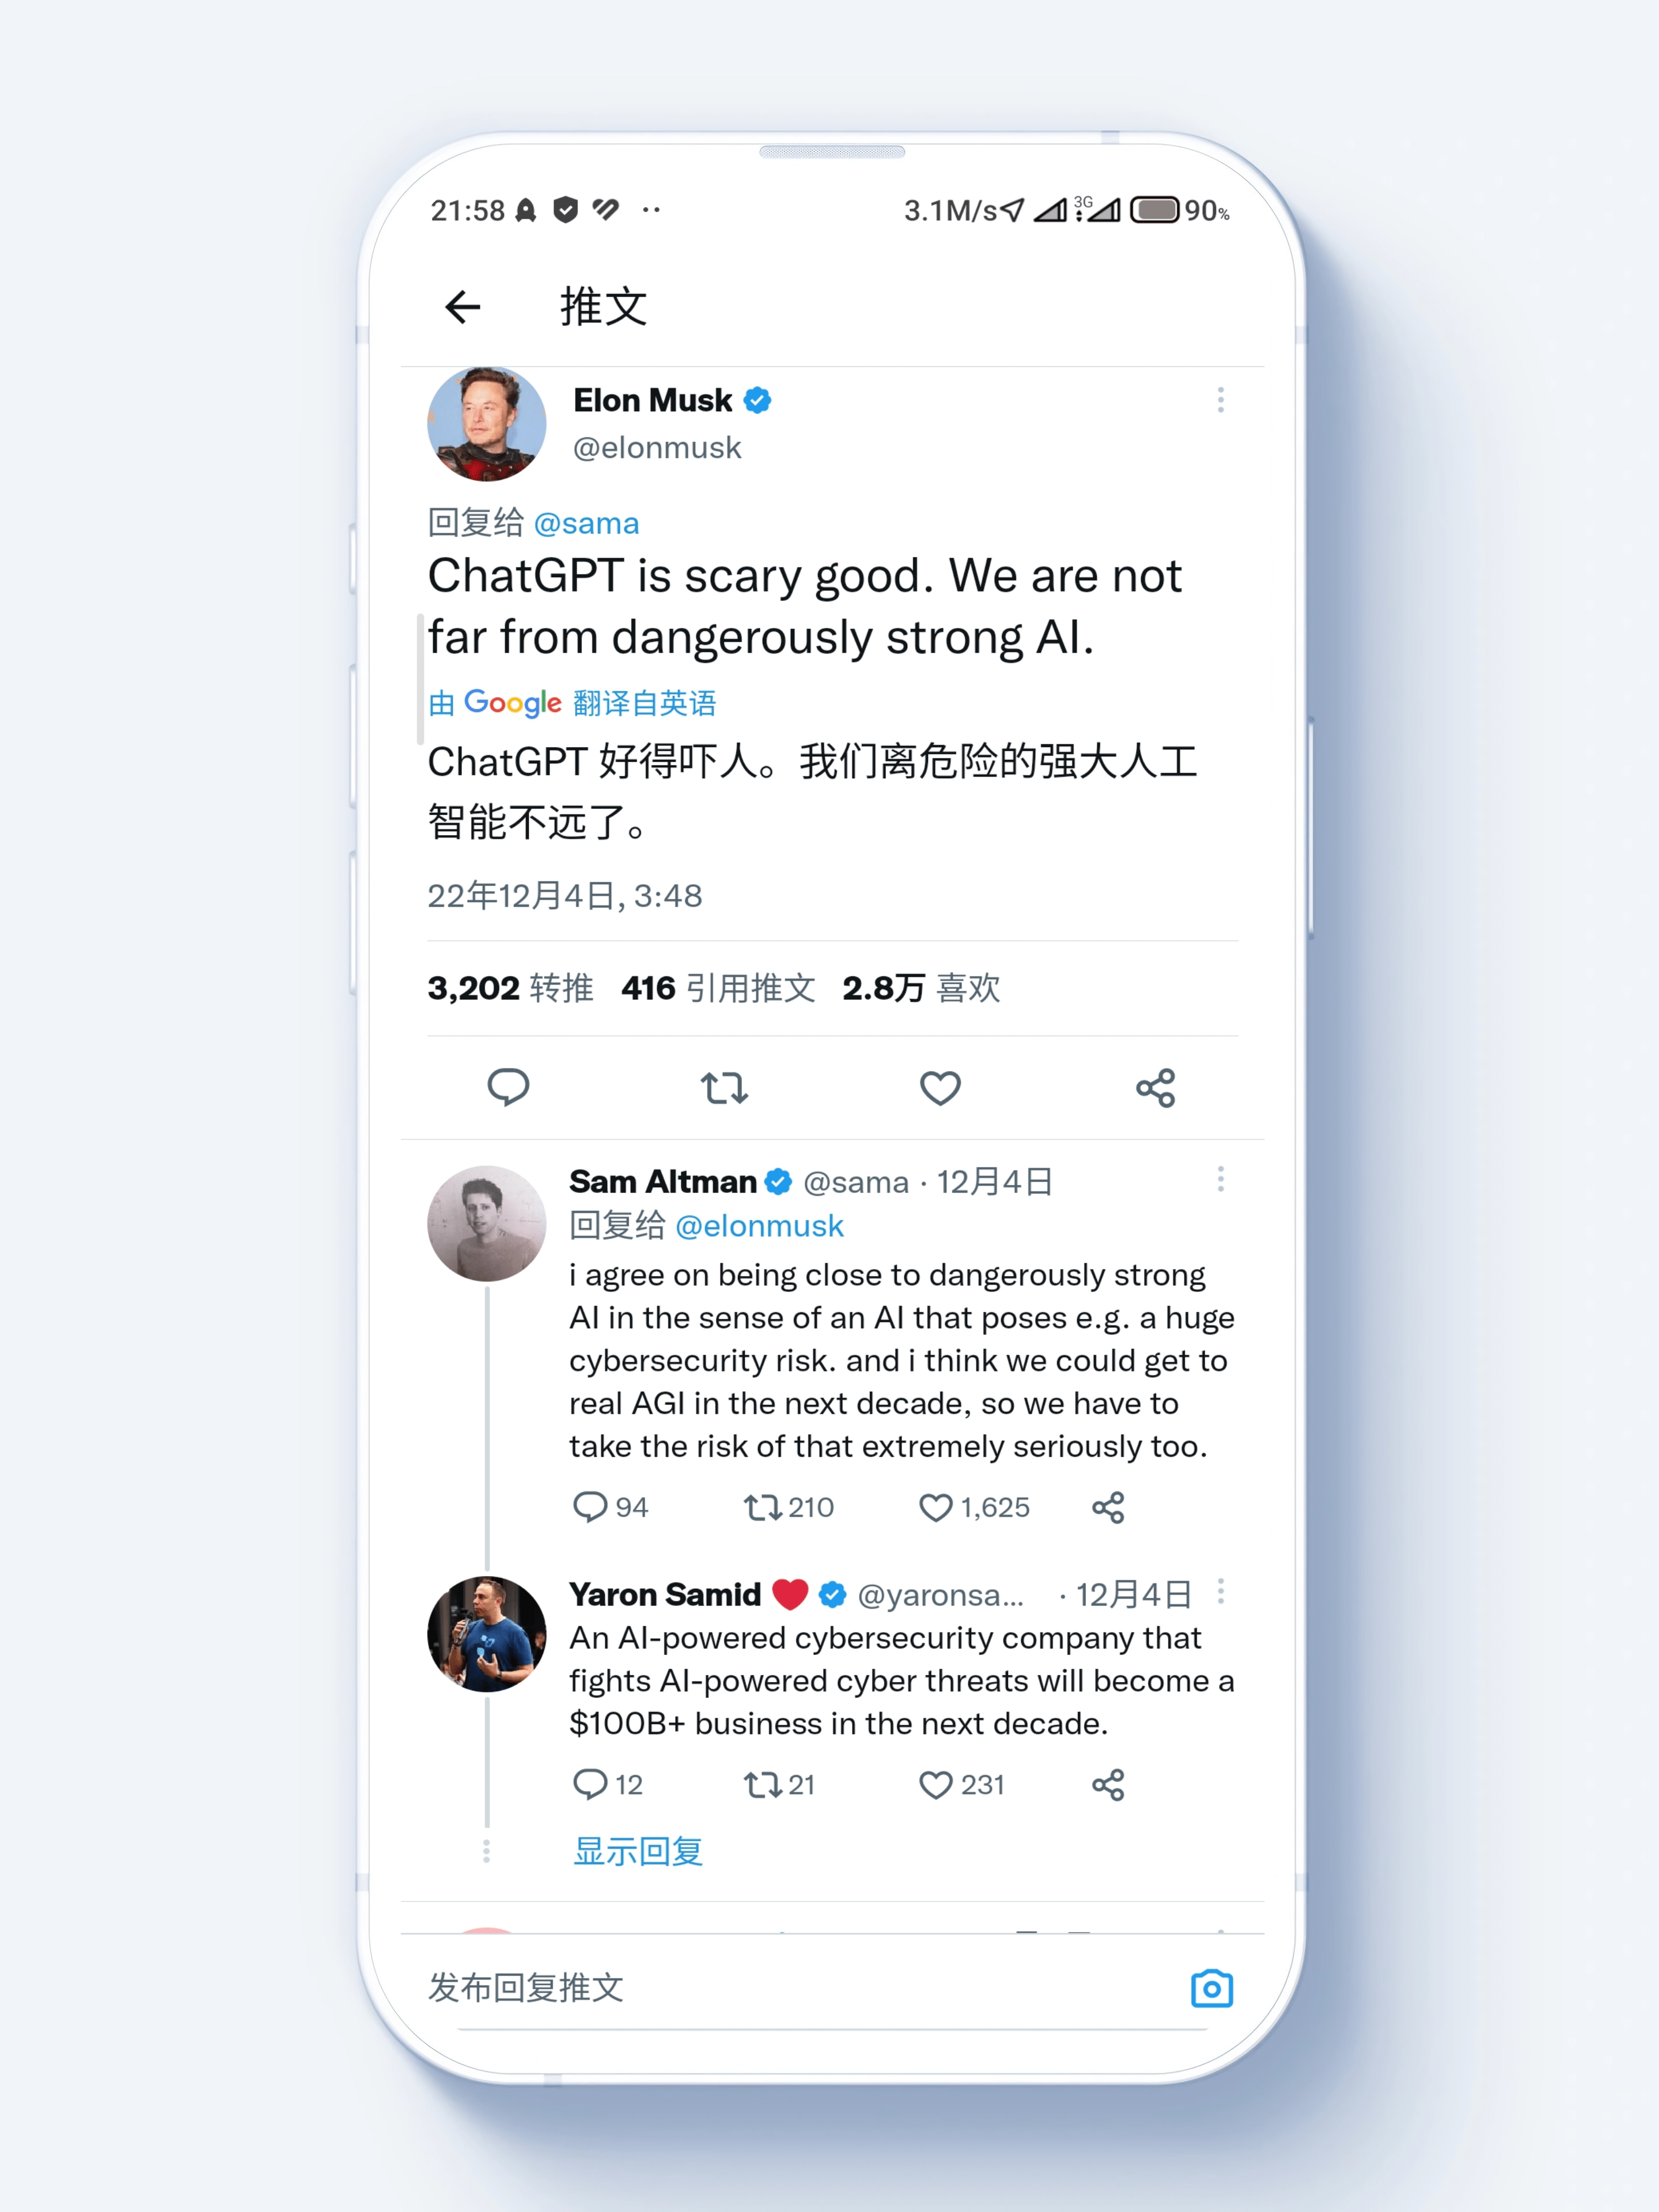 21:58 3.1M/s 3G 90%
推文
Elon Musk
@elonmusk
回复给 @sama
ChatGPT is scary good. We are not
far from dangerously strong AI.
由 Google 翻译自英语
ChatGPT 好得吓人。我们离危险的强大人工
智能不远了。
22年12月4日, 3:48
3,202 转推 416 引用推文 2.8万 喜欢
Sam Altman @sama · 12月4日
回复给 @elonmusk
i agree on being close to dangerously strong
AI in the sense of an AI that poses e.g. a huge
cybersecurity risk. and i think we could get to
real AGI in the next decade, so we have to
take the risk of that extremely seriously too.
94 210 1,625
Yaron Samid @yaronsa... · 12月4日
An AI-powered cybersecurity company that
fights AI-powered cyber threats will become a
$100B+ business in the next decade.
12 21 231
显示回复
发布回复推文